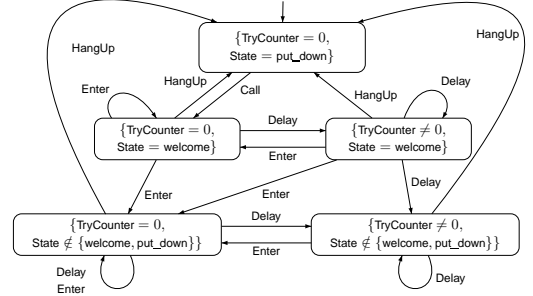 HangUp
{TryCounter = 0,
State = put_down}
HangUp
Enter
HangUp
Call
HangUp
Delay
{TryCounter = 0,
State = welcome}
Delay
Enter
{TryCounter ≠ 0,
State = welcome}
Enter
Enter
Delay
{TryCounter = 0,
State ∉ {welcome, put_down}}
Delay
Enter
{TryCounter ≠ 0,
State ∉ {welcome, put_down}}
Delay
Enter
Delay